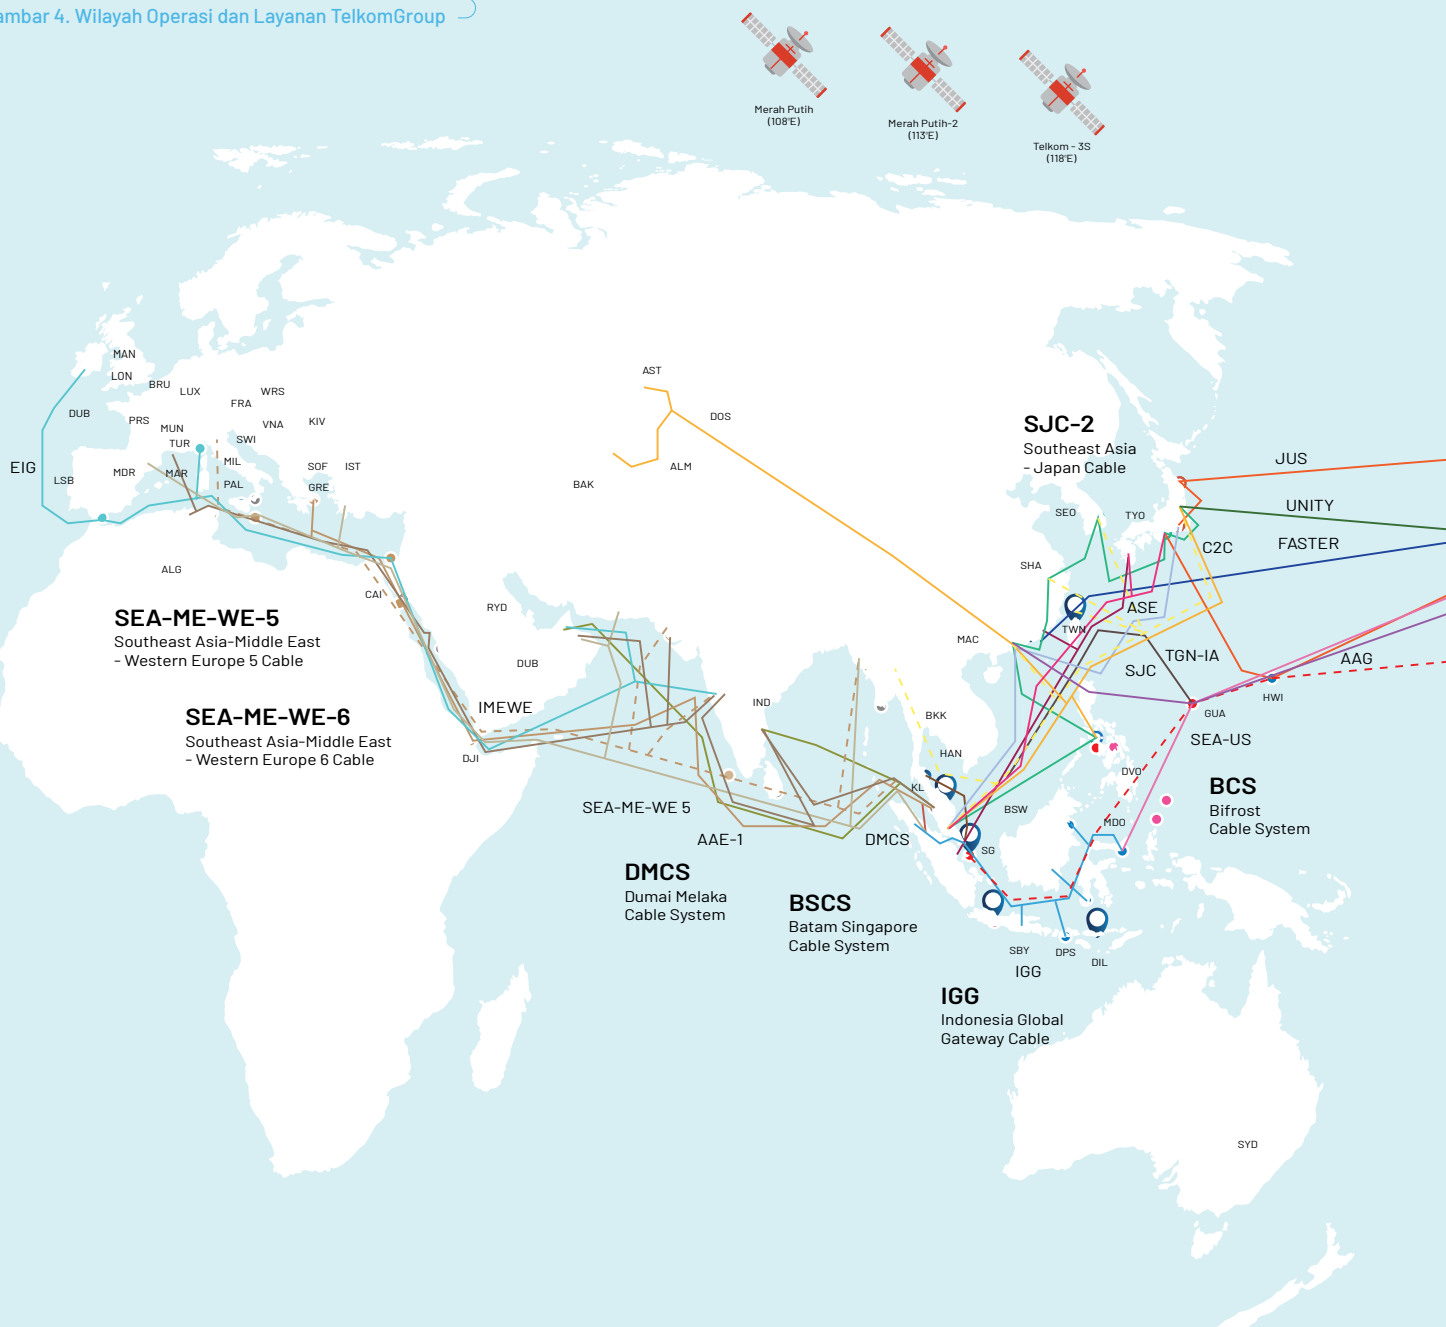 ambar 4. Wilayah Operasi dan Layanan TelkomGroup
Merah Putih
(108'E)
Merah Putih-2
(113'E)
Telkom - 3S
(118'E)
MAN
LON
BRU
LUX
WRS
FRA
DUB
PRS
MUN
VNA
KIV
TUR
SWI
EIG
LSB
MDR
MAR
MIL
PAL
SOF
IST
GRE
ALG
CAI
AST
DOS
ALM
BAK
SJC-2
Southeast Asia
- Japan Cable
JUS
UNITY
FASTER
C2C
SEO
TYO
SHA
ASE
TWN
MAC
TGN-IA
SJC
AAG
HWI
GUA
SEA-US
SEA-ME-WE-5
Southeast Asia-Middle East
- Western Europe 5 Cable
SEA-ME-WE-6
Southeast Asia-Middle East
- Western Europe 6 Cable
RYD
DUB
IMEWE
DJI
IND
BKK
HAN
KL
DVO
BSW
MDO
SG
BCS
Bifrost
Cable System
SEA-ME-WE 5
AAE-1
DMCS
DMCS
Dumai Melaka
Cable System
BSCS
Batam Singapore
Cable System
SBY
DPS
DIL
IGG
IGG
Indonesia Global
Gateway Cable
SYD